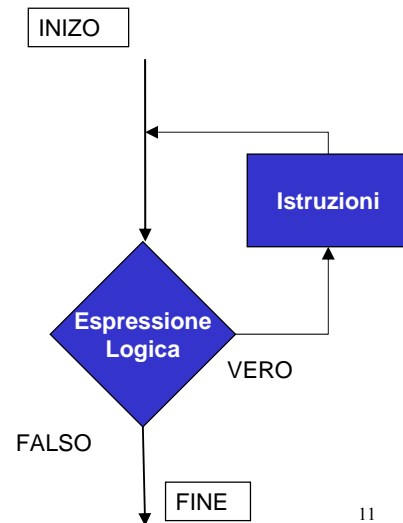 INIZO
Istruzioni
Espressione
Logica
VERO
FALSO
FINE
11